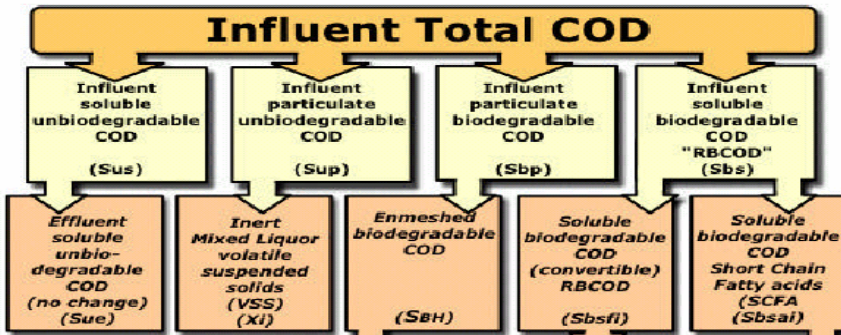 Influent Total COD
Influent
soluble
unbiodegradable
COD
(Sus)
Influent
particulate
unbiodegradable
COD
(Sup)
Influent
particulate
biodegradable
COD
(Sbp)
Influent
soluble
biodegradable
COD
"RBCOD"
(Sbs)
Effluent
soluble
unbio-
degradable
COD
(no change)
(Sue)
Inert
Mixed Liquor
volatile
suspended
solids
(VSS)
(Xi)
Enmeshed
biodegradable
COD
(SBH)
Soluble
biodegradable
COD
(convertible)
RBCOD
(Sbsfi)
Soluble
biodegradable
COD
Short Chain
Fatty acids
(SCFA
(Sbsai)